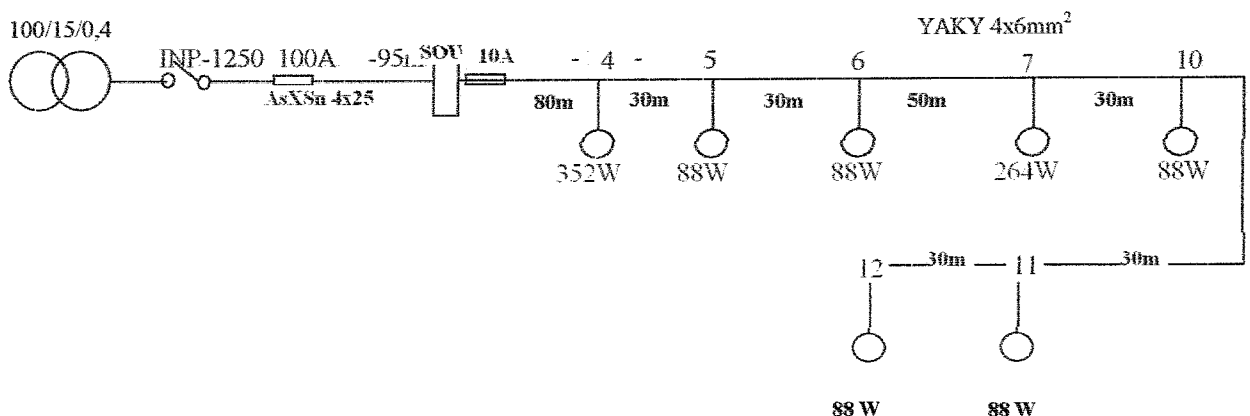 YAKY 4x6mm²
100/15/0,4
INP-1250 100A SOU 10A 4 5 6 7 10
AsXSn 4x25 80m 30m 30m 50m 30m
352W 88W 88W 264W 88W
12 30m 11 30m
88 W 88 W